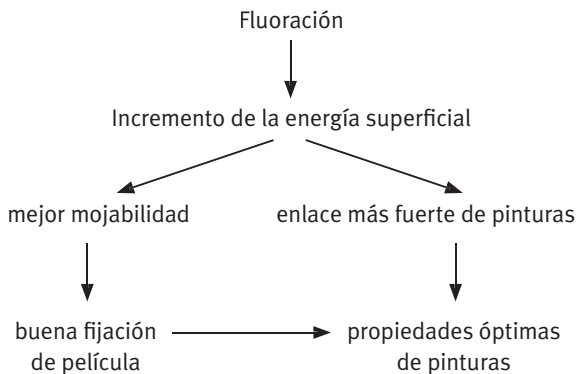 Fluoración
Incremento de la energía superficial
mejor mojabilidad
enlace más fuerte de pinturas
buena fijación
de película
propiedades óptimas
de pinturas